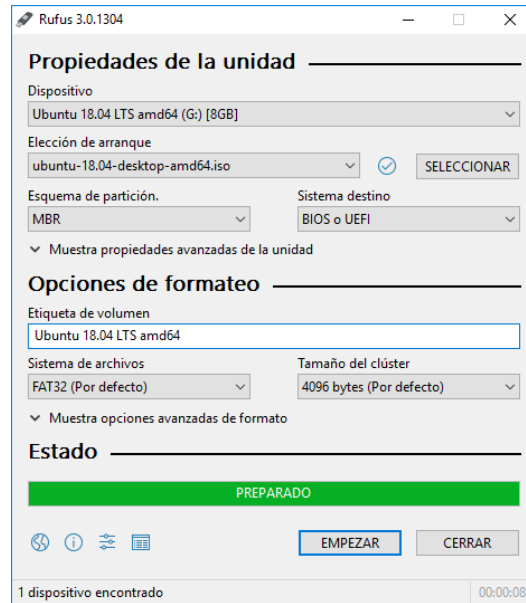 Rufus 3.0.1304
Propiedades de la unidad
Dispositivo
Ubuntu 18.04 LTS amd64 (G:) [8GB]
Elección de arranque
ubuntu-18.04-desktop-amd64.iso SELECCIONAR
Esquema de partición. Sistema destino
MBR BIOS o UEFI
Muestra propiedades avanzadas de la unidad
Opciones de formateo
Etiqueta de volumen
Ubuntu 18.04 LTS amd64
Sistema de archivos Tamaño del clúster
FAT32 (Por defecto) 4096 bytes (Por defecto)
Muestra opciones avanzadas de formato
Estado
PREPARADO
EMPEZAR CERRAR
1 dispositivo encontrado 00:00:08